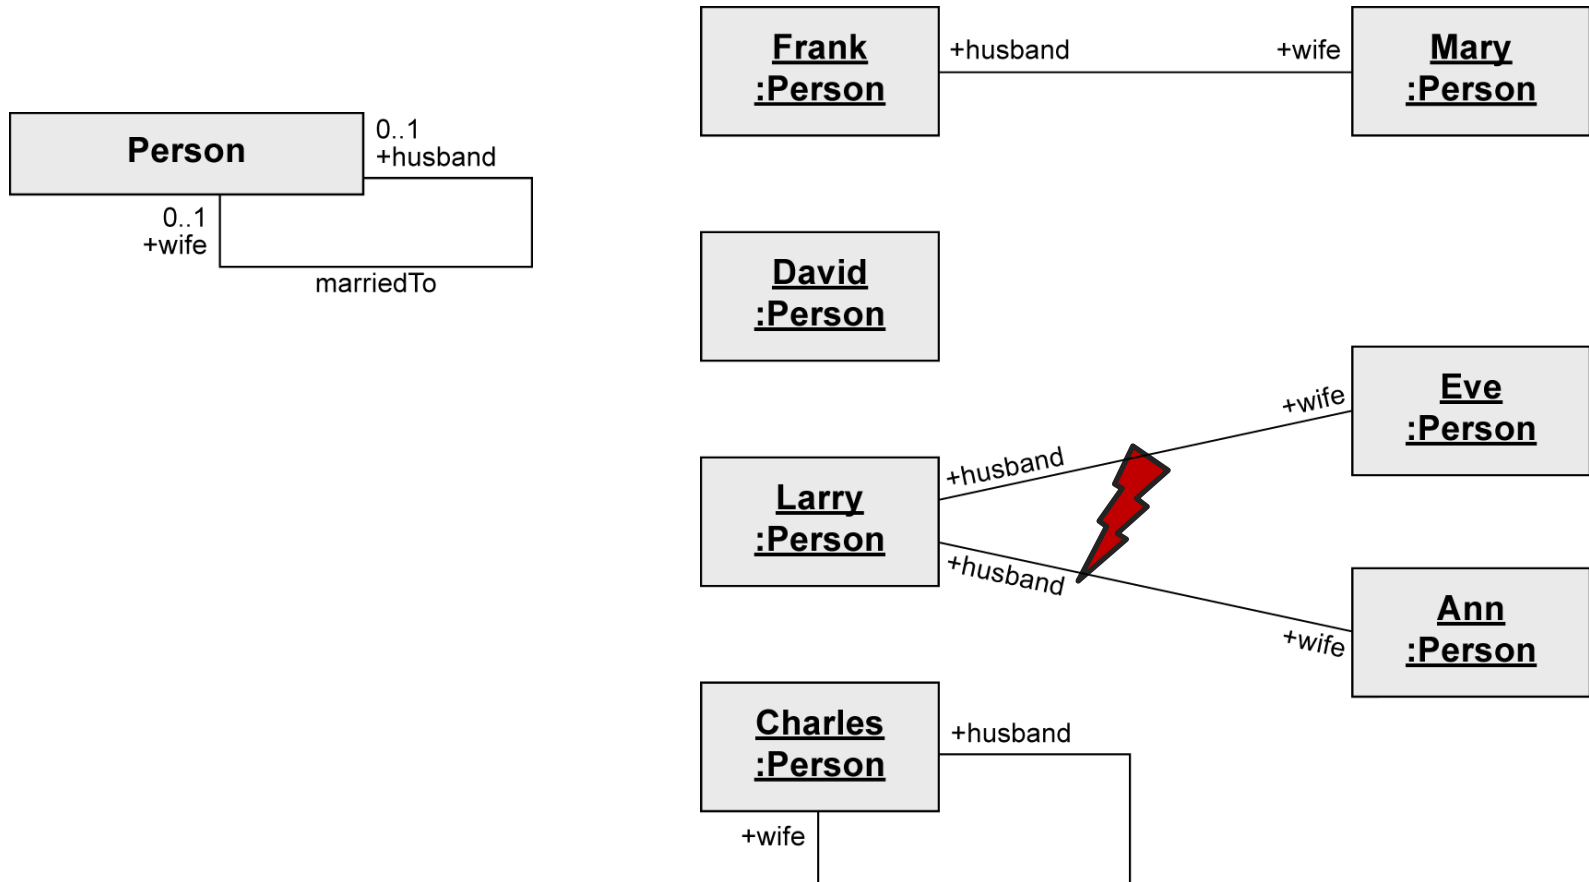 Person
0..1
+husband
0..1
+wife
marriedTo
Frank
:Person
+husband
+wife
Mary
:Person
David
:Person
Larry
:Person
+husband
+wife
Eve
:Person
+husband
+wife
Ann
:Person
Charles
:Person
+husband
+wife